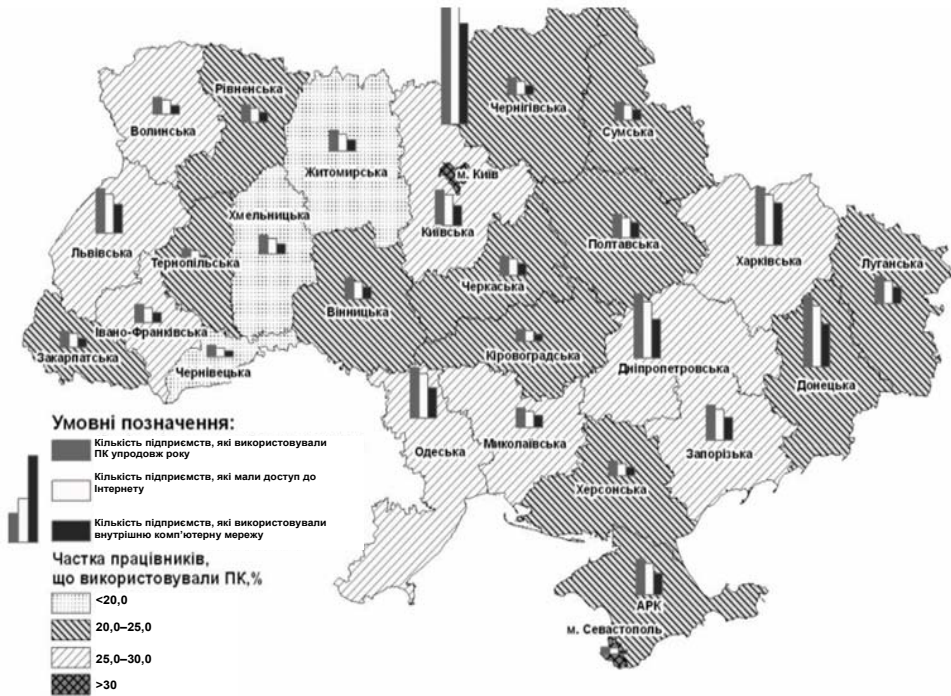 Рівненська
Волинська
Чернігівська
Сумська
Житомирська
м. Київ
Київська
Хмельницька
Львівська
Тернопільська
Полтавська
Харківська
Луганська
Черкаська
Вінницька
Івано-Франківська
Закарпатська
Чернівецька
Кіровоградська
Дніпропетровська
Донецька
Одеська
Миколаївська
Запорізька
Херсонська
АРК
м. Севастополь
Умовні позначення:
Кількість підприємств, які використовували
ПК упродовж року
Кількість підприємств, які мали доступ до
Інтернету
Кількість підприємств, які використовували
внутрішню комп’ютерну мережу
Частка працівників,
що використовували ПК,%
<20,0
20,0–25,0
25,0–30,0
>30